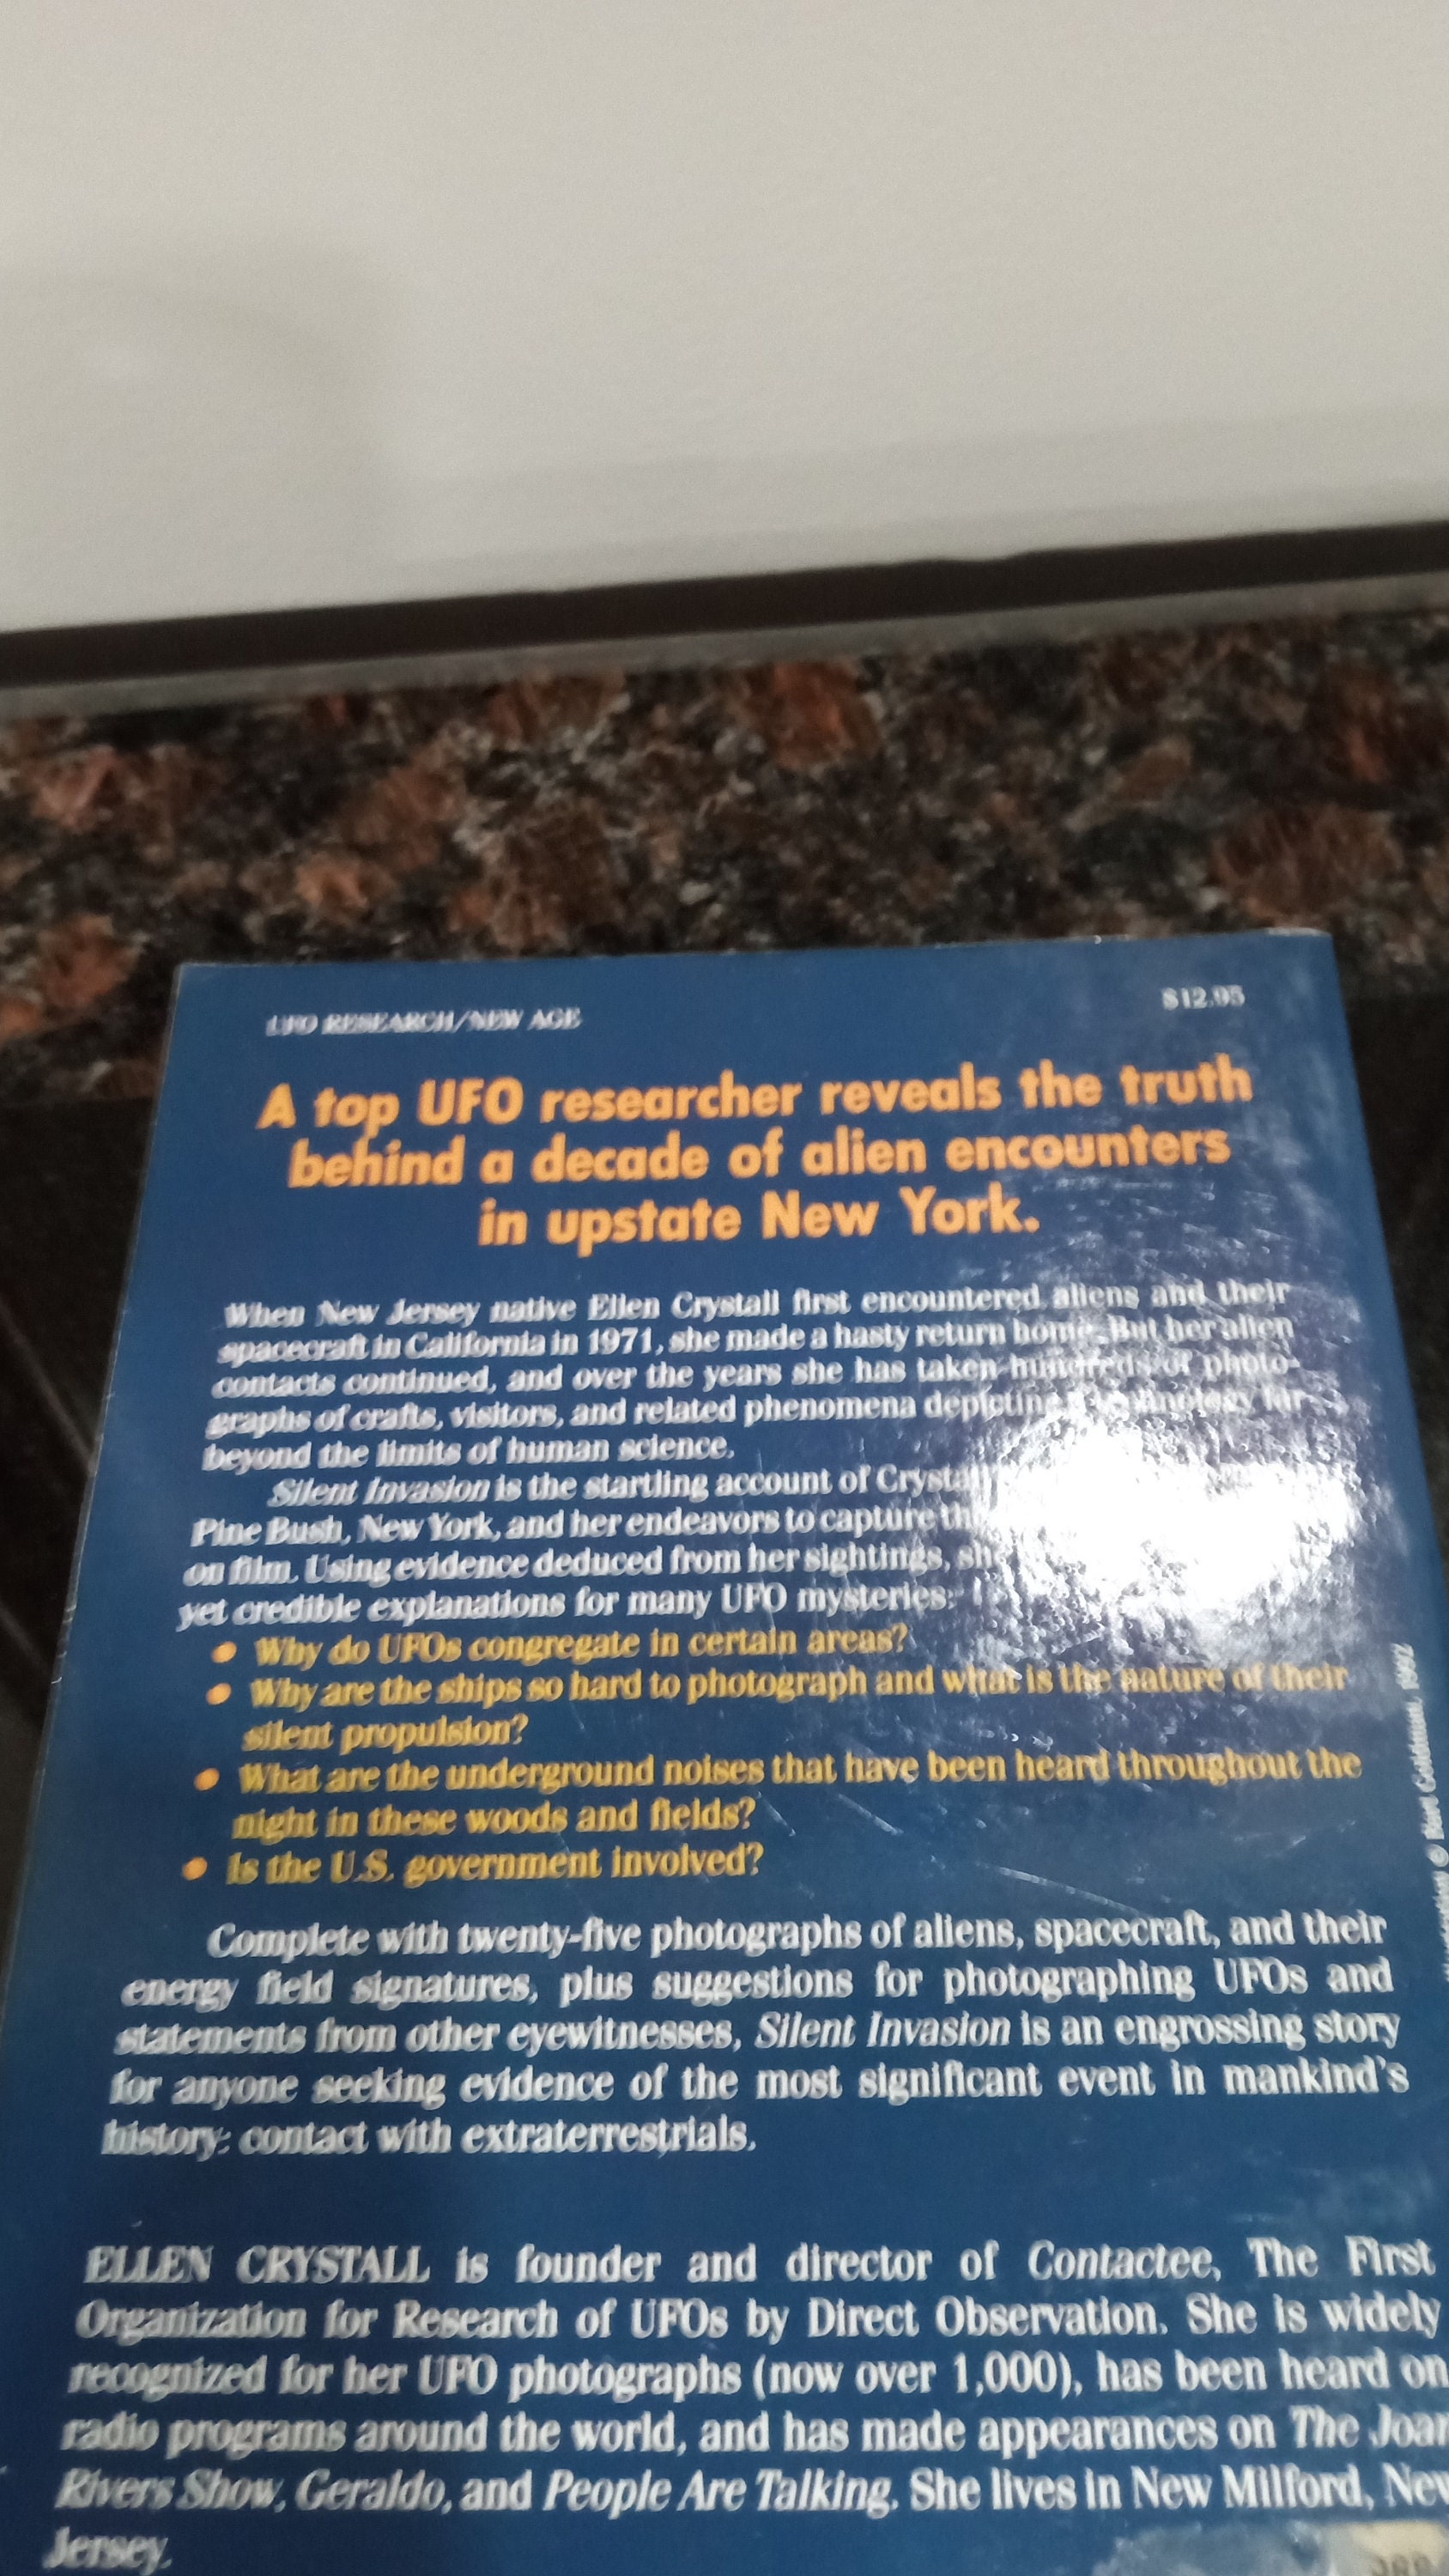 UFO RESEARCH/NEW AGE
$12.95
A top UFO researcher reveals the truth
behind a decade of alien encounters
in upstate New York.
When New Jersey native Ellen Crystall first encountered aliens and their
spacecraft in California in 1971, she made a hasty return home. But her alien
contacts continued, and over the years she has taken hundreds of photo-
graphs of crafts, visitors, and related phenomena depicting technology far
beyond the limits of human science.
Silent Invasion is the startling account of
Pine Bush, New York, and her endeavors to capture
on film. Using evidence deduced from her sightings,
yet credible explanations for many UFO mysteries:
• Why do UFOs congregate in certain areas?
• Why are the ships so hard to photograph and what is the nature of their
silent propulsion?
• What are the underground noises that have been heard throughout the
night in these woods and fields?
• Is the U.S. government involved?
Complete with twenty-five photographs of aliens, spacecraft, and their
energy field signatures, plus suggestions for photographing UFOs and
statements from other eyewitnesses, Silent Invasion is an engrossing story
for anyone seeking evidence of the most significant event in mankind's
history: contact with extraterrestrials.
ELLEN CRYSTALL is founder and director of Contactee, The First
Organization for Research of UFOs by Direct Observation. She is widely
recognized for her UFO photographs (now over 1,000), has been heard on
radio programs around the world, and has made appearances on The Joan
Rivers Show, Geraldo, and People Are Talking. She lives in New Milford, New
Jersey.
1992